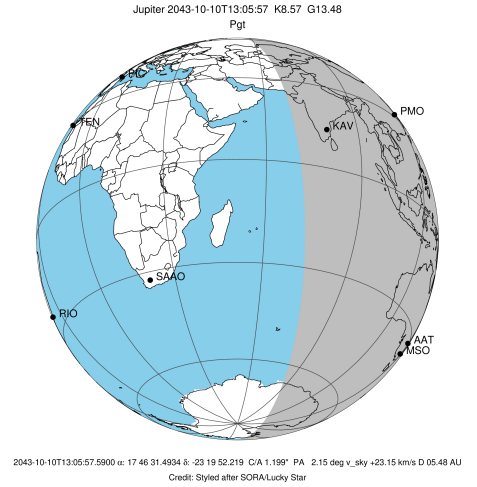 Jupiter 2043-10-10T13:05:57 K8.57 G13.48
Pgt
PIC
TEN
PMO
KAV
SAAO
RIO
AAT
MSO
2043-10-10T13:05:57.5900 α: 17 46 31.4934 δ: -23 19 52.219 C/A 1.199" PA 2.15 deg v_sky +23.15 km/s D 05.48 AU
Credit: Styled after SORA/Lucky Star